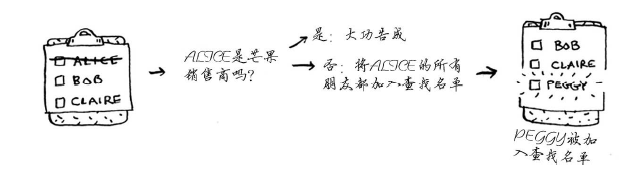 ALICE
BOB
CLAIRE
ALICE是芒果
销售商吗?
是：大功告成
否：将ALICE的所有
朋友都加入查找名单
BOB
CLAIRE
PEGGY
PEGGY被加
入查找名单